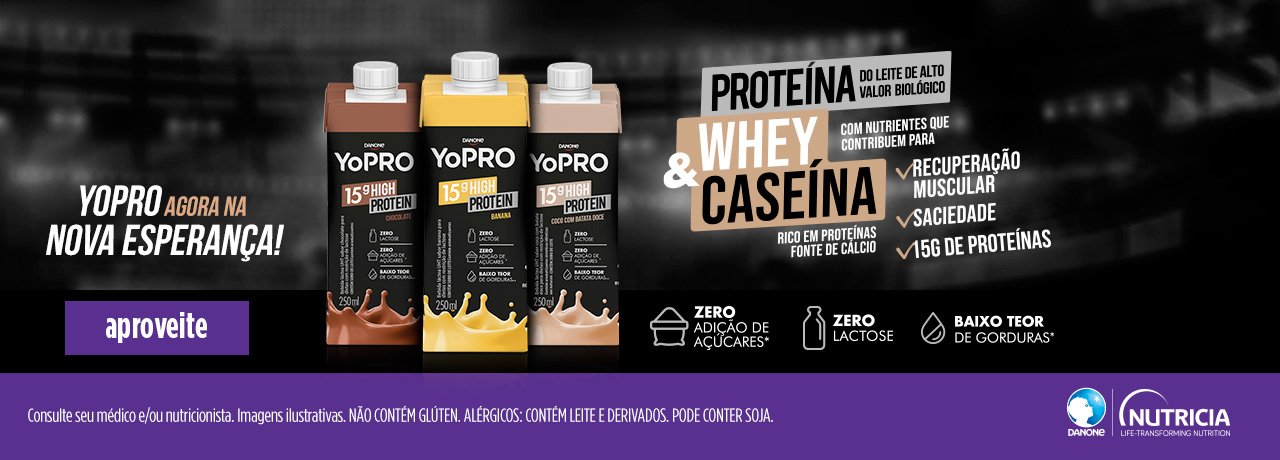 YOPRO AGORA NA
NOVA ESPERANÇA!
aproveite
DANONE
YoPRO
15g HIGH
PROTEIN
CHOCOLATE
ZERO
LACTOSE
ZERO
ADIÇÃO DE
AÇÚCARES*
BAIXO TEOR
DE GORDURAS
250 ml
DANONE
YoPRO
15g HIGH
PROTEIN
BANANA
ZERO
LACTOSE
ZERO
ADIÇÃO DE
AÇÚCARES*
BAIXO TEOR
DE GORDURAS
250 ml
DANONE
YoPRO
15g HIGH
PROTEIN
COCO COM BATATA DOCE
ZERO
LACTOSE
ZERO
ADIÇÃO DE
AÇÚCARES*
BAIXO TEOR
DE GORDURAS
250 ml
PROTEÍNA
DO LEITE DE ALTO
VALOR BIOLÓGICO
WHEY
& CASEÍNA
RICO EM PROTEÍNAS
FONTE DE CÁLCIO
COM NUTRIENTES QUE
CONTRIBUEM PARA
RECUPERAÇÃO
MUSCULAR
SACIEDADE
15G DE PROTEÍNAS
ZERO
ADIÇÃO DE
AÇÚCARES*
ZERO
LACTOSE
BAIXO TEOR
DE GORDURAS*
Consulte seu médico e/ou nutricionista. Imagens ilustrativas. NÃO CONTÉM GLÚTEN. ALÉRGICOS: CONTÉM LEITE E DERIVADOS. PODE CONTER SOJA.
DANONE
NUTRICIA
LIFE-TRANSFORMING NUTRITION